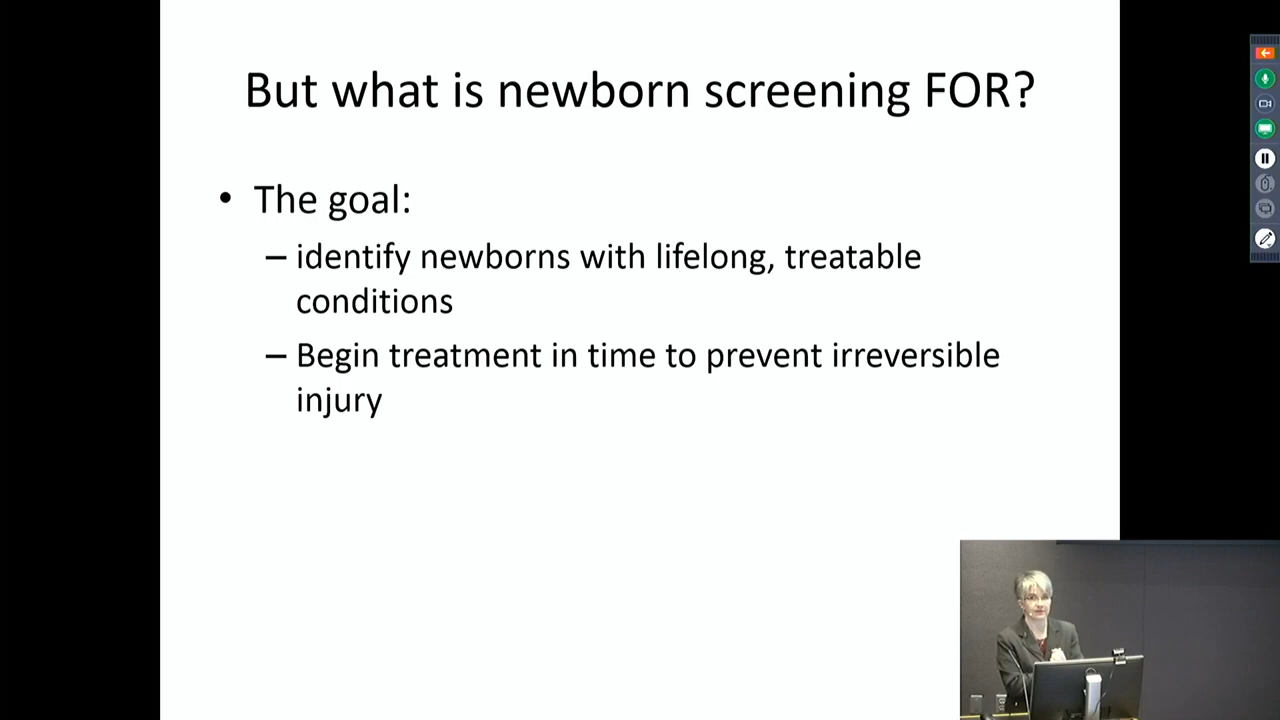 But what is newborn screening FOR?
• The goal:
– identify newborns with lifelong, treatable
conditions
– Begin treatment in time to prevent irreversible
injury